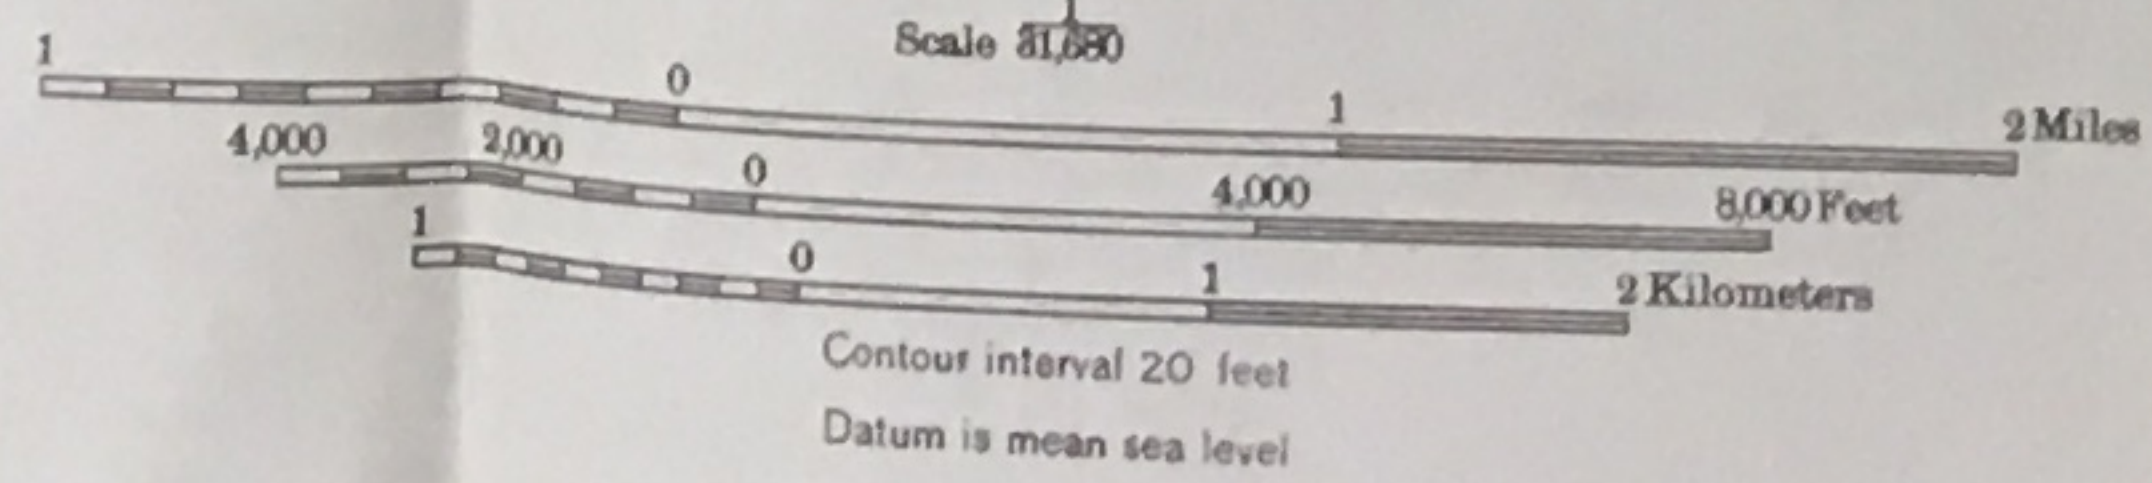 Scale 1/31,680
1 0 1 2 Miles
4,000 2,000 0 4,000 8,000 Feet
1 0 1 2 Kilometers
Contour interval 20 feet
Datum is mean sea level